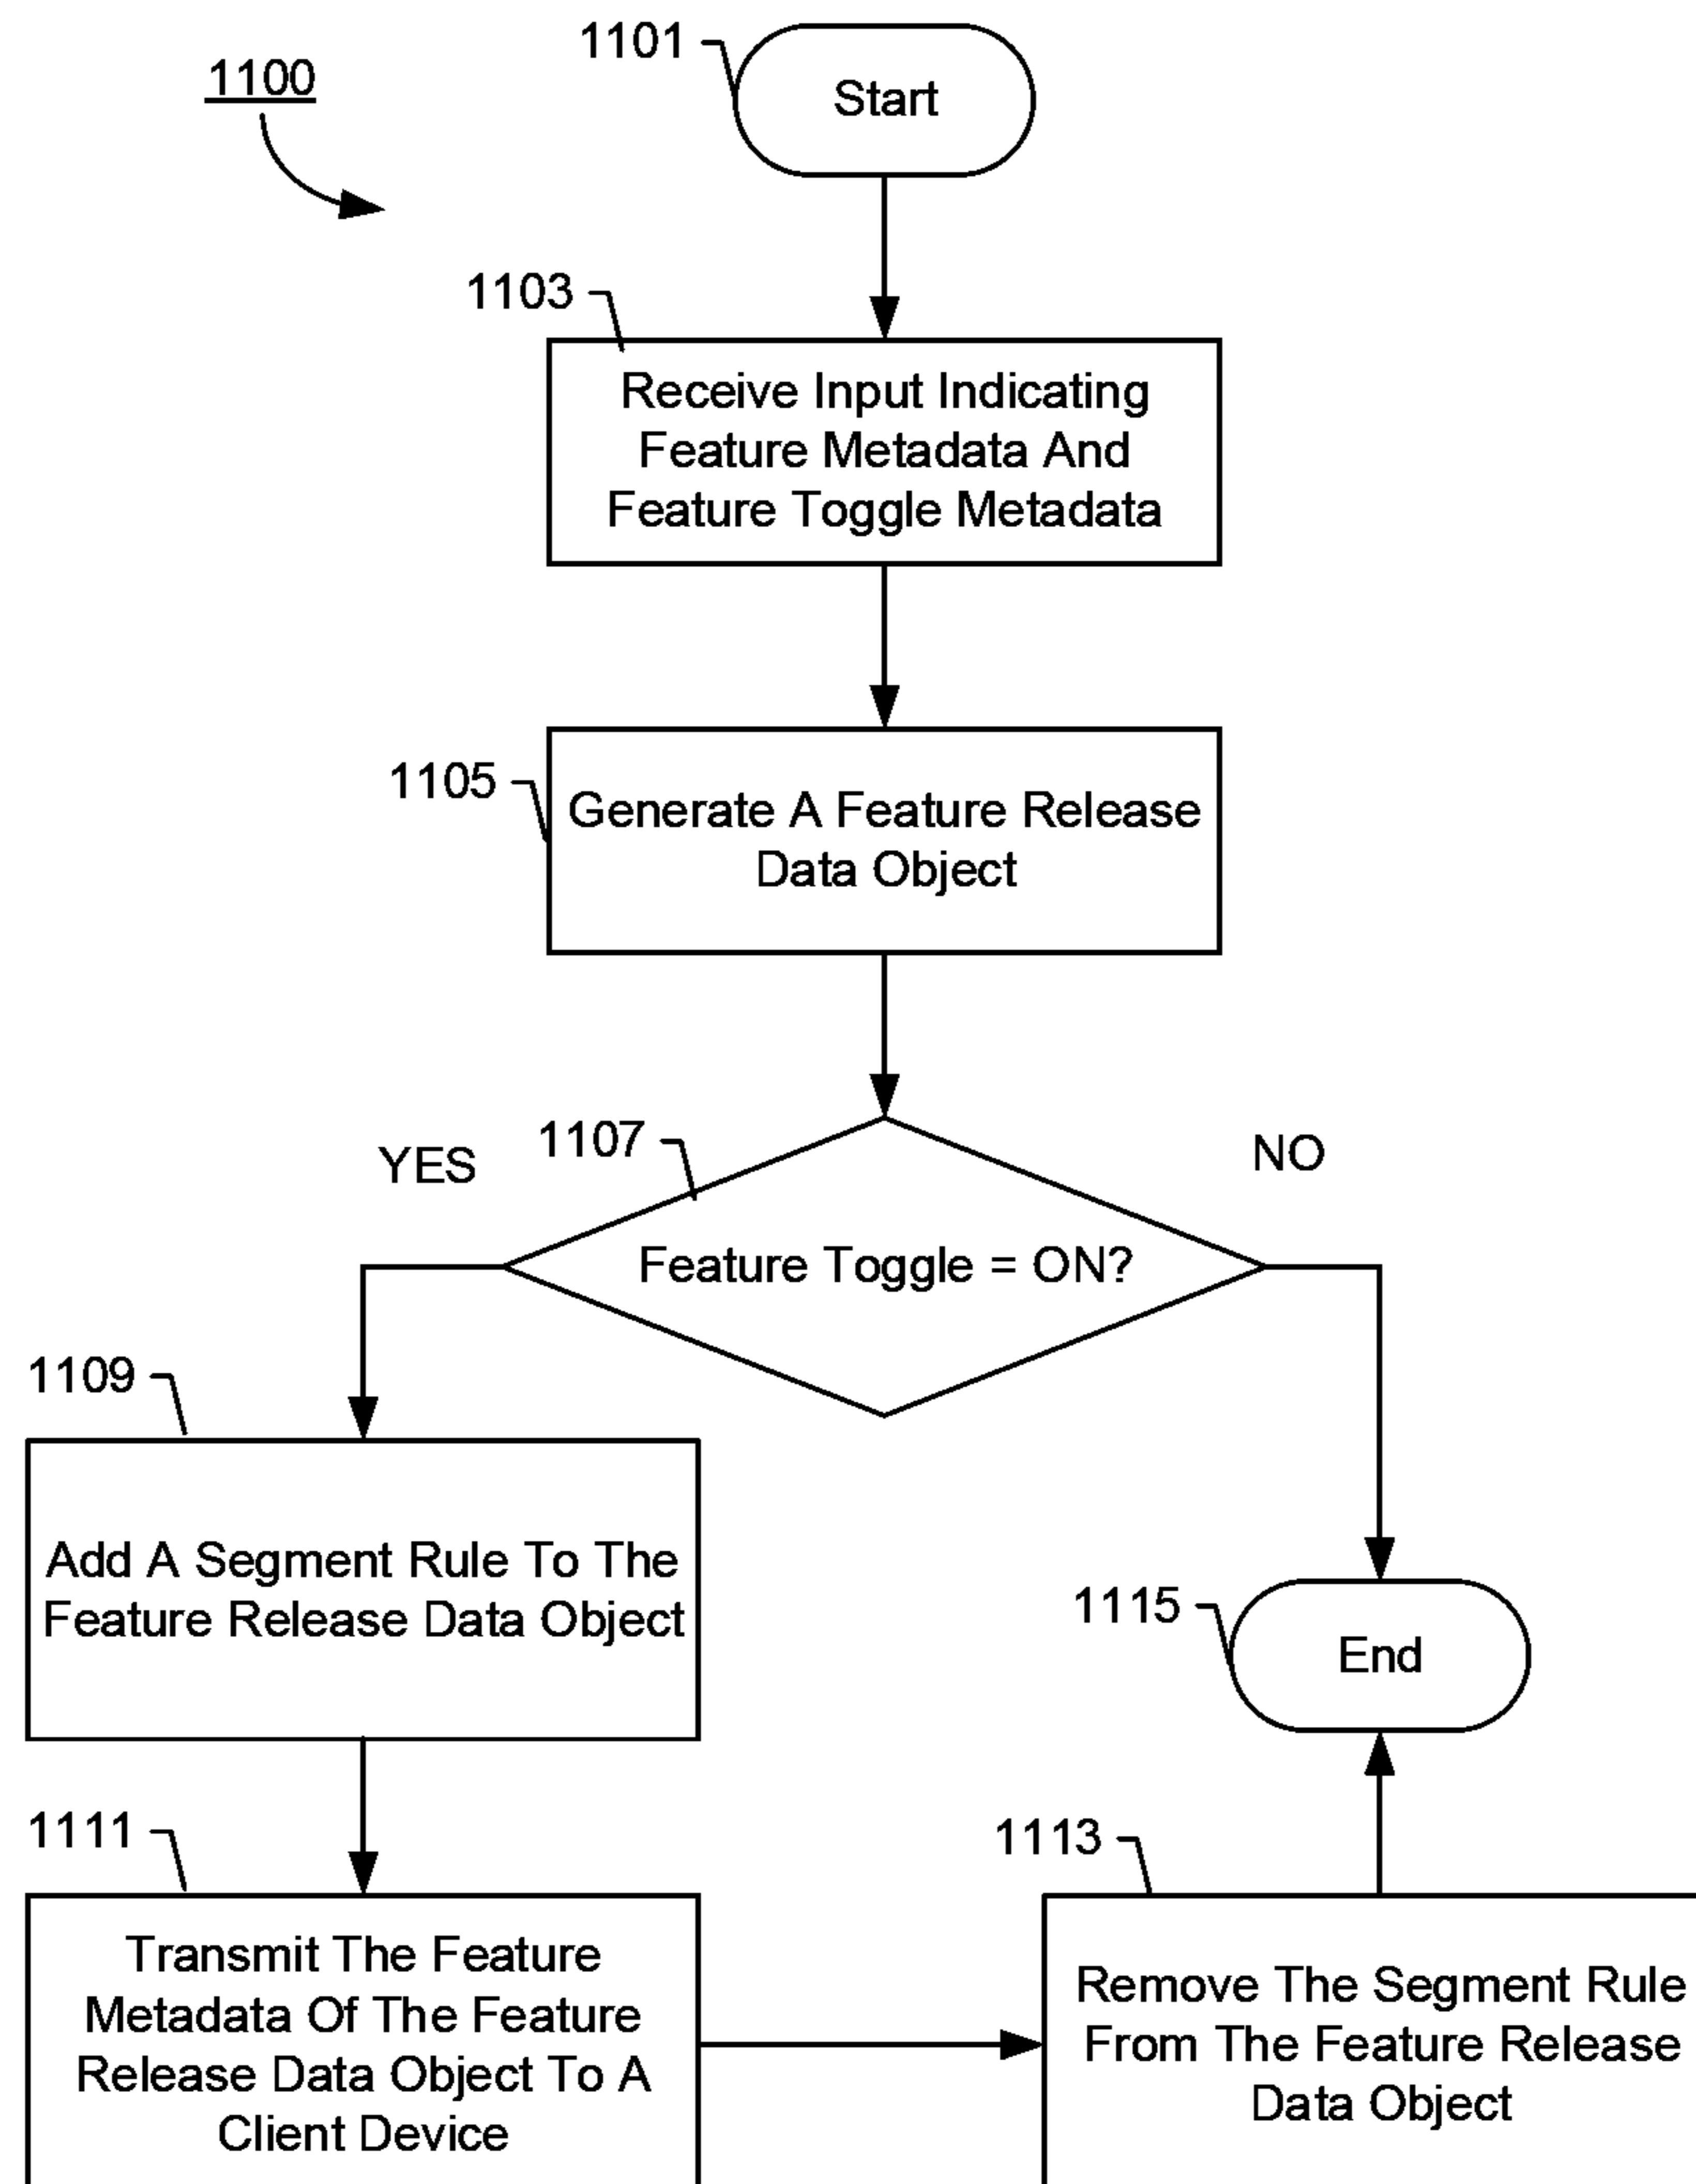 1100
1101
Start
1103
Receive Input Indicating
Feature Metadata And
Feature Toggle Metadata
1105
Generate A Feature Release
Data Object
1107
YES
NO
Feature Toggle = ON?
1109
Add A Segment Rule To The
Feature Release Data Object
1115
End
1111
Transmit The Feature
Metadata Of The Feature
Release Data Object To A
Client Device
1113
Remove The Segment Rule
From The Feature Release
Data Object